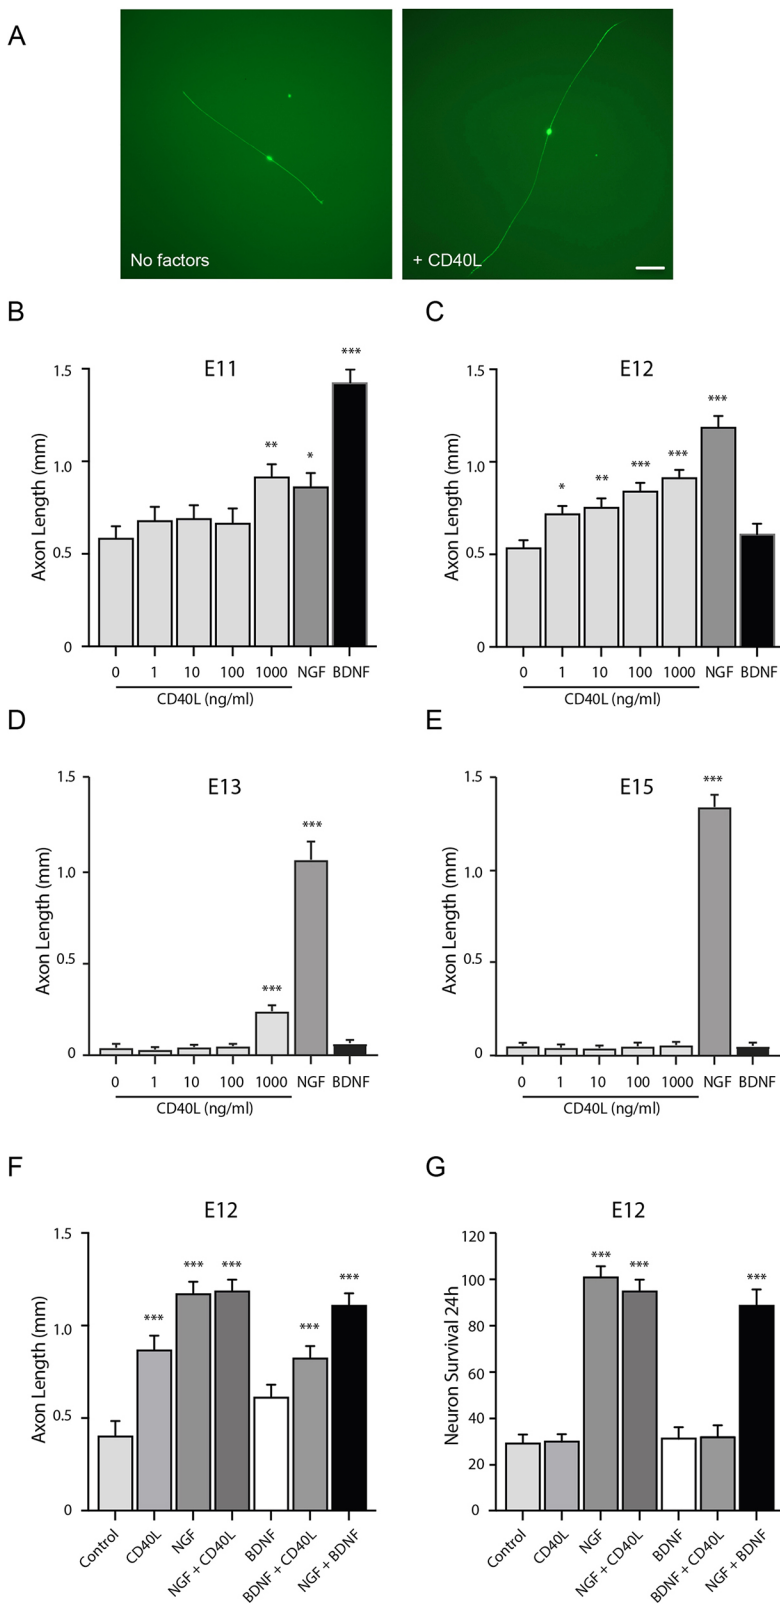 A
No factors
+ CD40L
B
E11
Axon Length (mm)
1.5
1.0
0.5
0
***
**
*
0 1 10 100 1000 NGF BDNF
CD40L (ng/ml)
C
E12
Axon Length (mm)
1.5
1.0
0.5
0
*
**
***
***
***
0 1 10 100 1000 NGF BDNF
CD40L (ng/ml)
D
E13
Axon Length (mm)
1.5
1.0
0.5
0
***
***
0 1 10 100 1000 NGF BDNF
CD40L (ng/ml)
E
E15
Axon Length (mm)
1.5
1.0
0.5
0
***
0 1 10 100 1000 NGF BDNF
CD40L (ng/ml)
F
E12
Axon Length (mm)
1.5
1.0
0.5
0
***
***
***
***
***
Control
CD40L
NGF
NGF + CD40L
BDNF
BDNF + CD40L
NGF + BDNF
G
E12
Neuron Survival 24h
120
100
80
60
40
20
0
***
***
***
Control
CD40L
NGF
NGF + CD40L
BDNF
BDNF + CD40L
NGF + BDNF